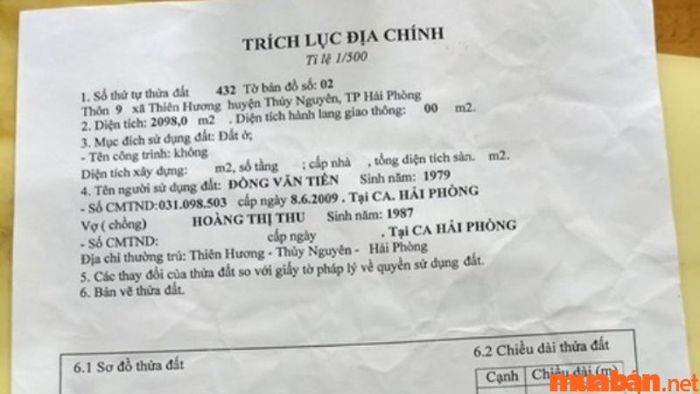 TRÍCH LỤC ĐỊA CHÍNH
Tỉ lệ 1/500
1. Số thứ tự thửa đất 432 Tờ bản đồ số: 02
Thôn 9 xã Thiên Hương huyện Thủy Nguyên, TP Hải Phòng
2. Diện tích: 2098,0 m2 . Diện tích hành lang giao thông: 00 m2.
3. Mục đích sử dụng đất: Đất ở;
- Tên công trình: không
Diện tích xây dựng: m2, số tầng ; cấp nhà , tổng diện tích sàn. m2.
4. Tên người sử dụng đất: ĐỒNG VĂN TIÊN Sinh năm: 1979
- Số CMTND:031.098.503 cấp ngày 8.6.2009 . Tại CA. HẢI PHÒNG
Vợ ( chồng) HOÀNG THỊ THU Sinh năm: 1987
- Số CMTND: cấp ngày . Tại CA HẢI PHÒNG
Địa chỉ thường trú: Thiên Hương - Thủy Nguyên - Hải Phòng
5. Các thay đổi của thửa đất so với giấy tờ pháp lý về quyền sử dụng đất.
6. Bản vẽ thửa đất.
6.1 Sơ đồ thửa đất
6.2 Chiều dài thửa đất
Cạnh Chiều dài (m)
muaban.net